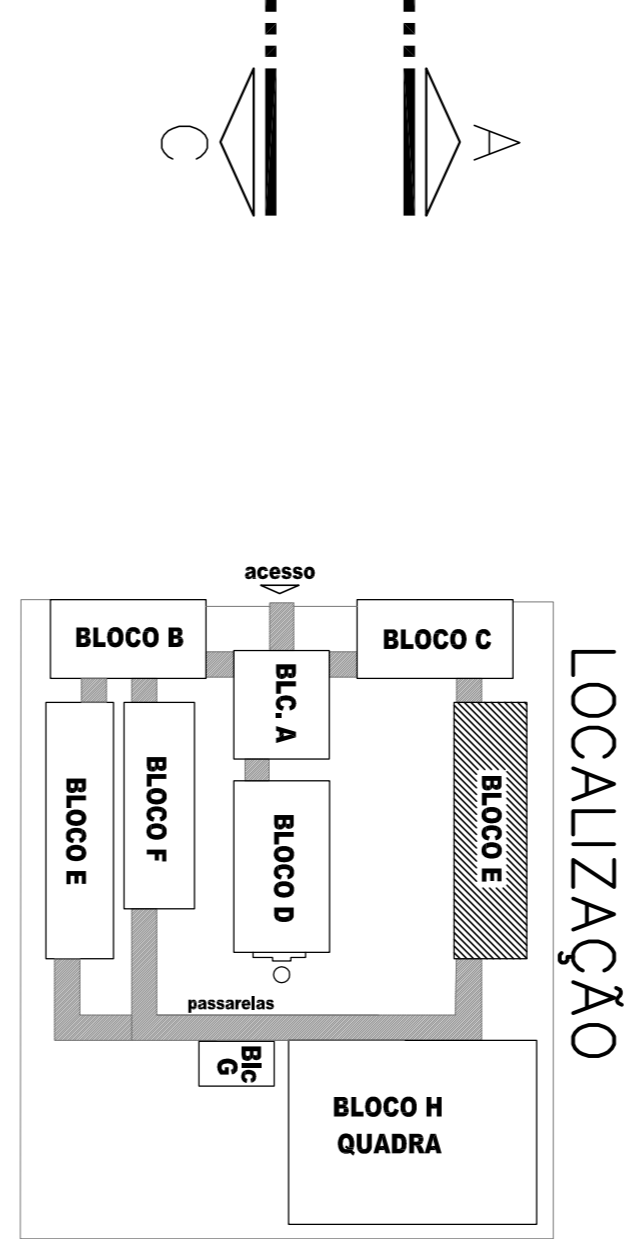 C
A
LOCALIZAÇÃO
acesso
BLOCO B
BLOCO C
BLC. A
BLOCO E
BLOCO F
BLOCO D
BLOCO E
passarelas
Blc
G
BLOCO H
QUADRA